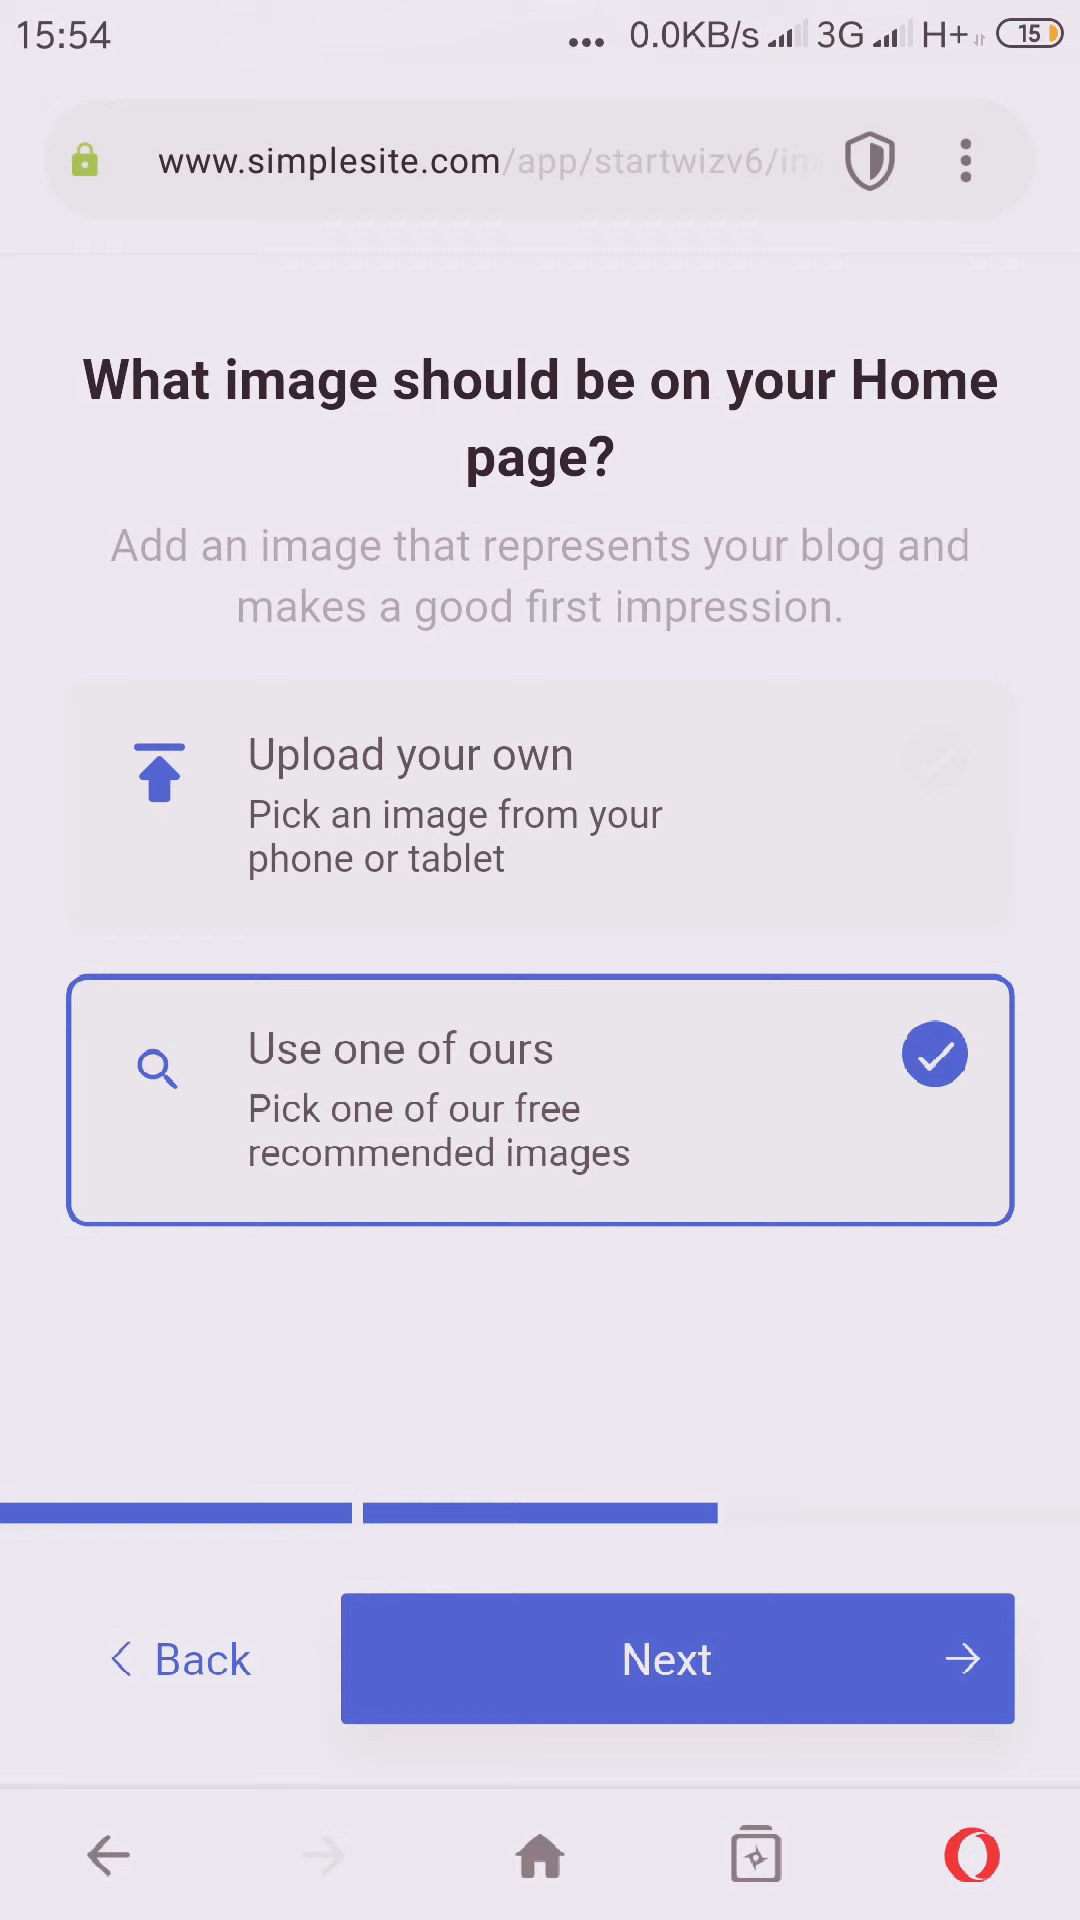 15:54 ... 0.0KB/s 3G H+ 15
www.simplesite.com/app/startwizv6/im
What image should be on your Home
page?
Add an image that represents your blog and
makes a good first impression.
Upload your own
Pick an image from your
phone or tablet
Use one of ours
Pick one of our free
recommended images
Back
Next